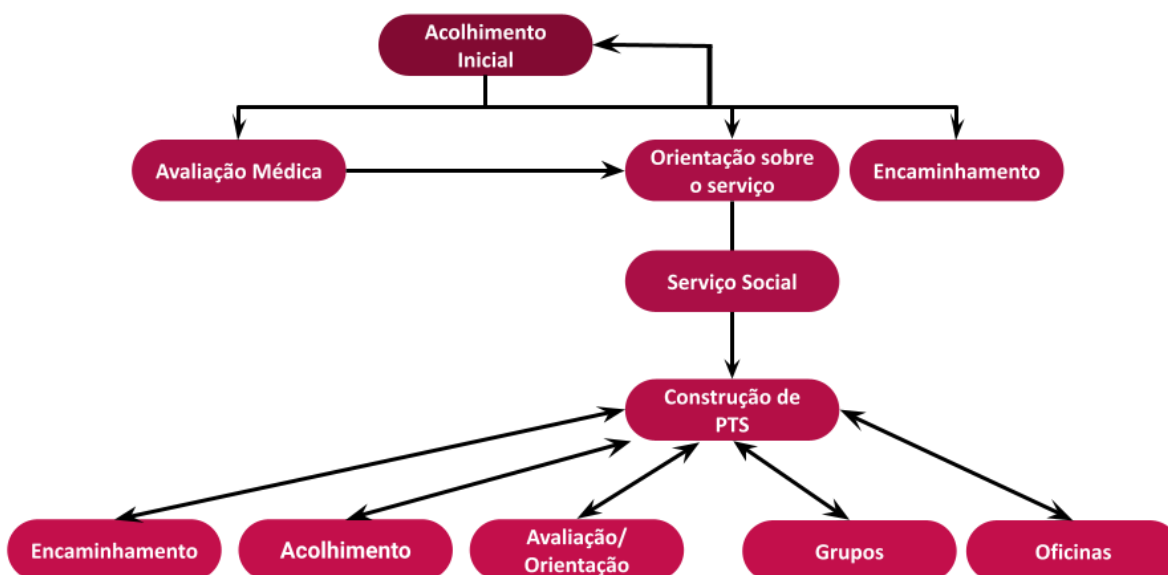 Acolhimento
Inicial
Avaliação Médica
Orientação sobre
o serviço
Encaminhamento
Serviço Social
Construção de
PTS
Encaminhamento
Acolhimento
Avaliação/
Orientação
Grupos
Oficinas